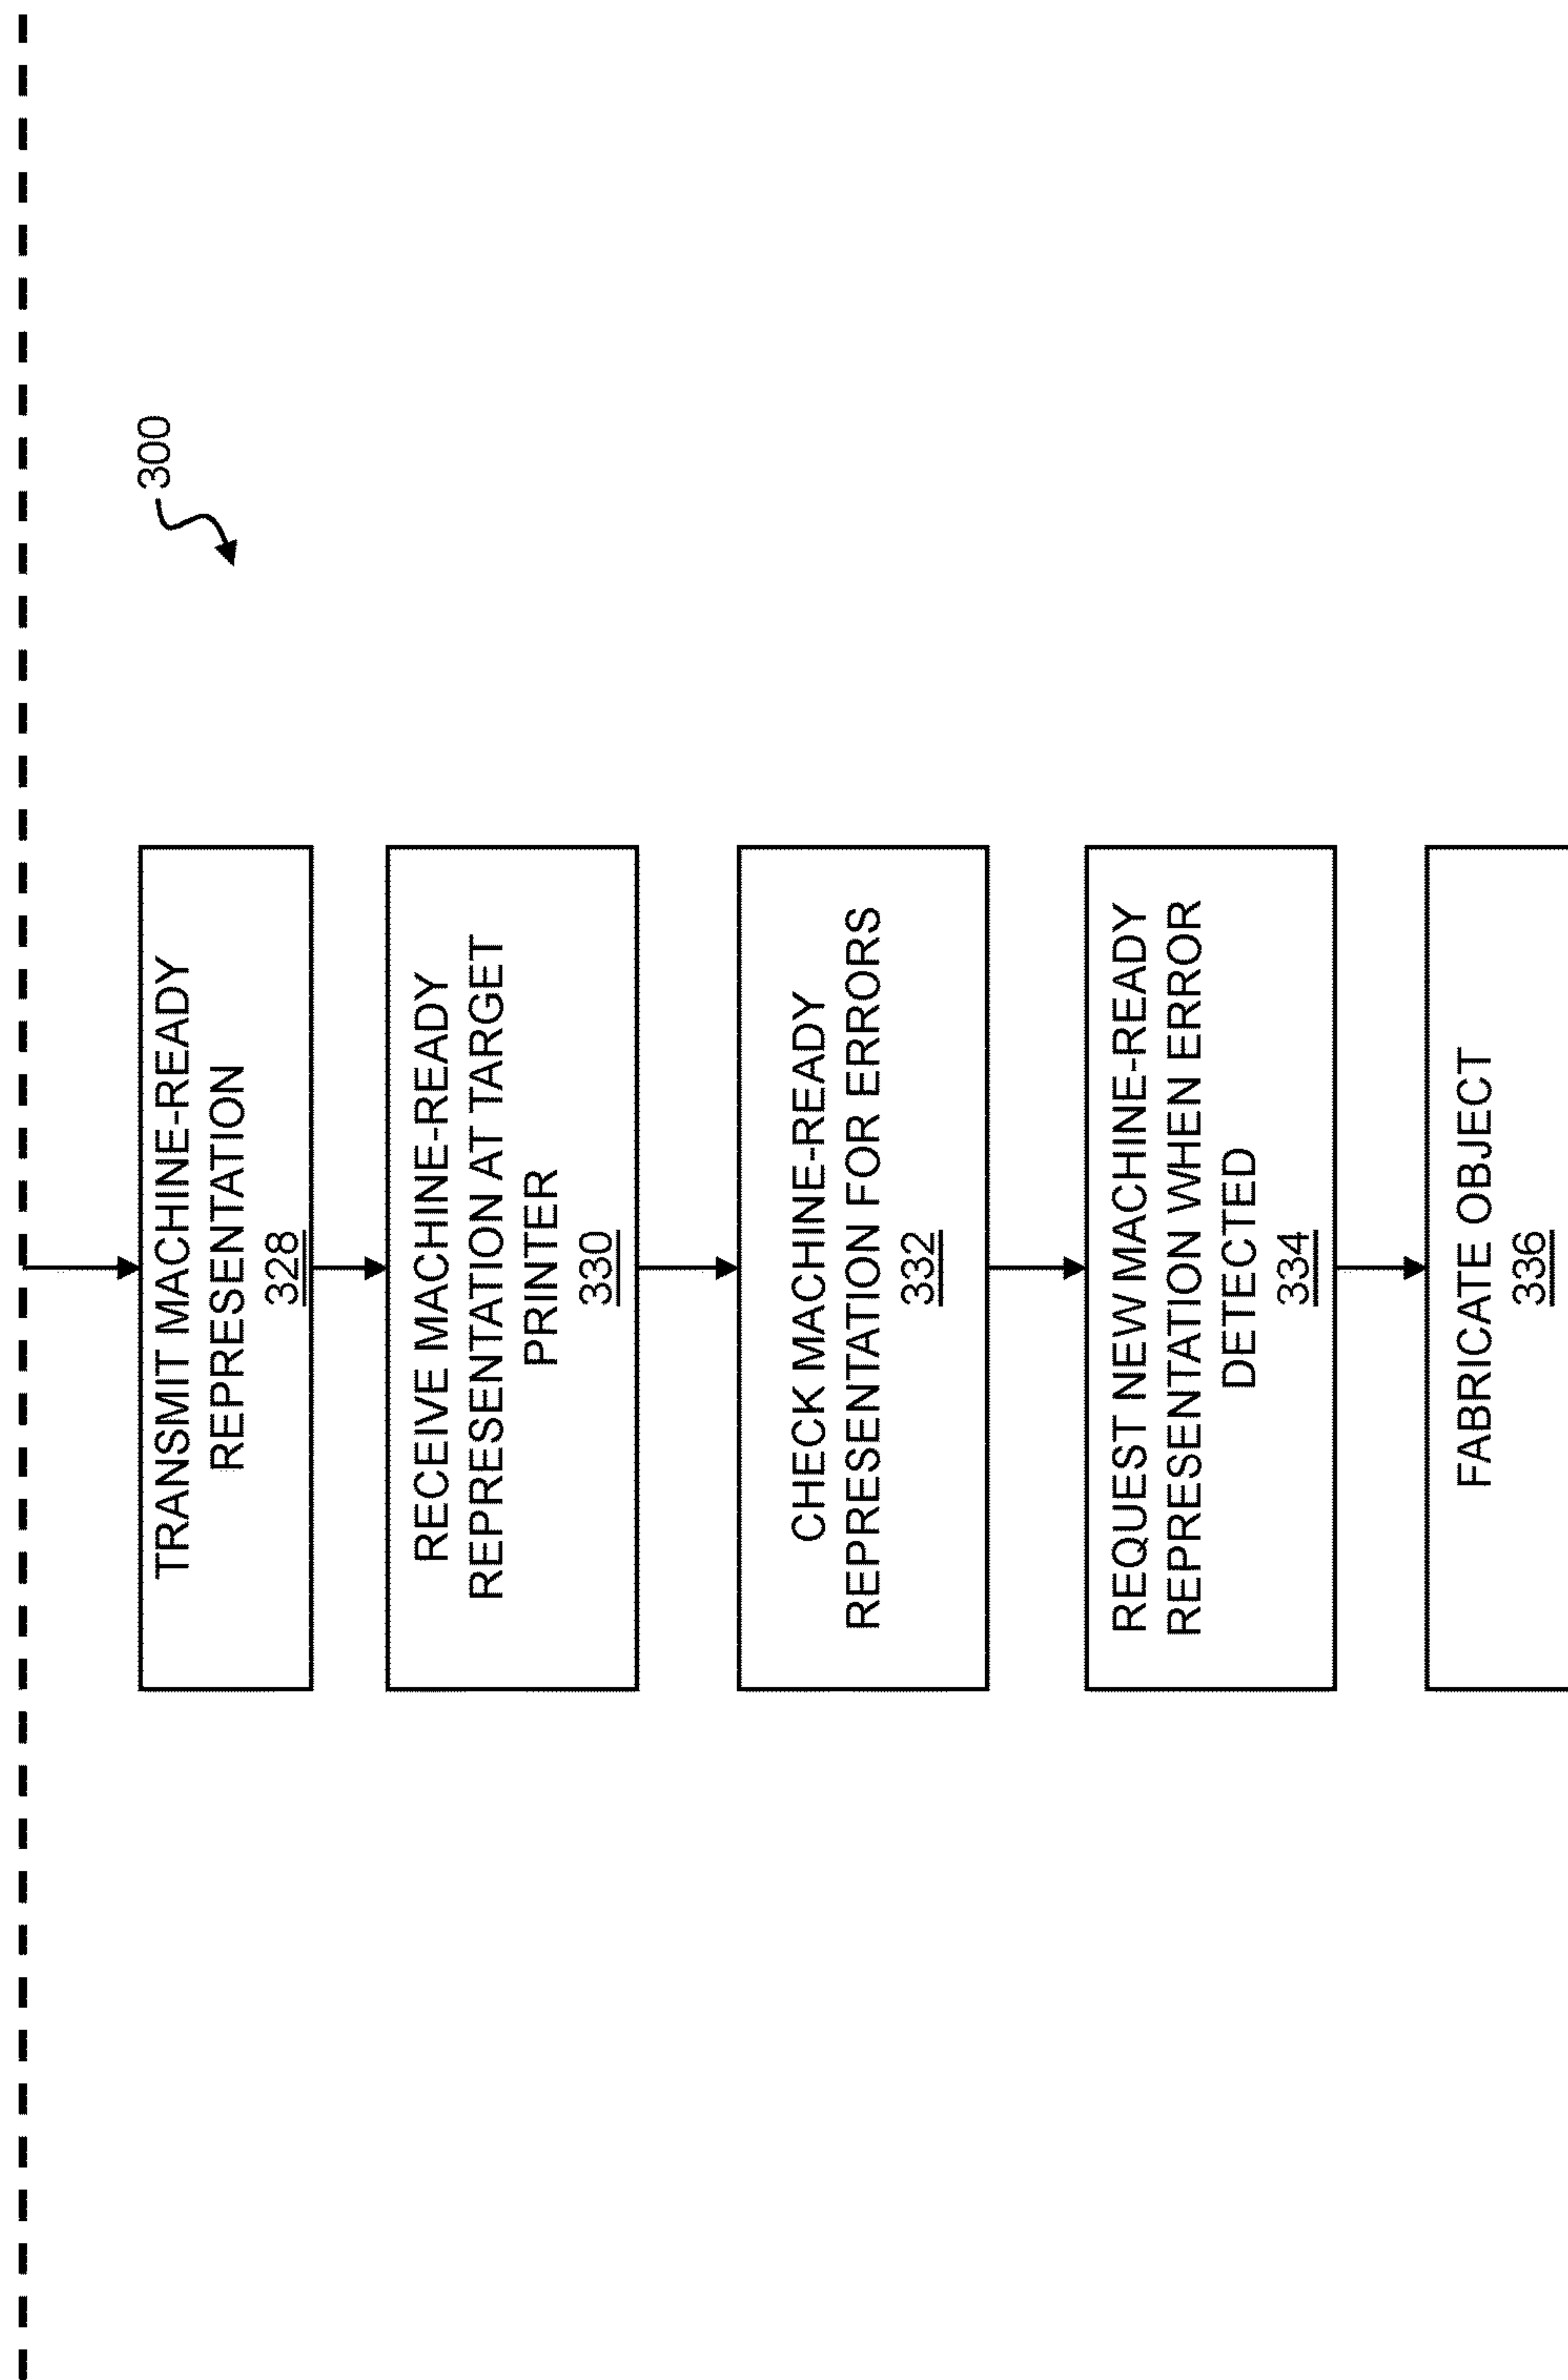 300
TRANSMIT MACHINE-READY
REPRESENTATION
328
RECEIVE MACHINE-READY
REPRESENTATION AT TARGET
PRINTER
330
CHECK MACHINE-READY
REPRESENTATION FOR ERRORS
332
REQUEST NEW MACHINE-READY
REPRESENTATION WHEN ERROR
DETECTED
334
FABRICATE OBJECT
336